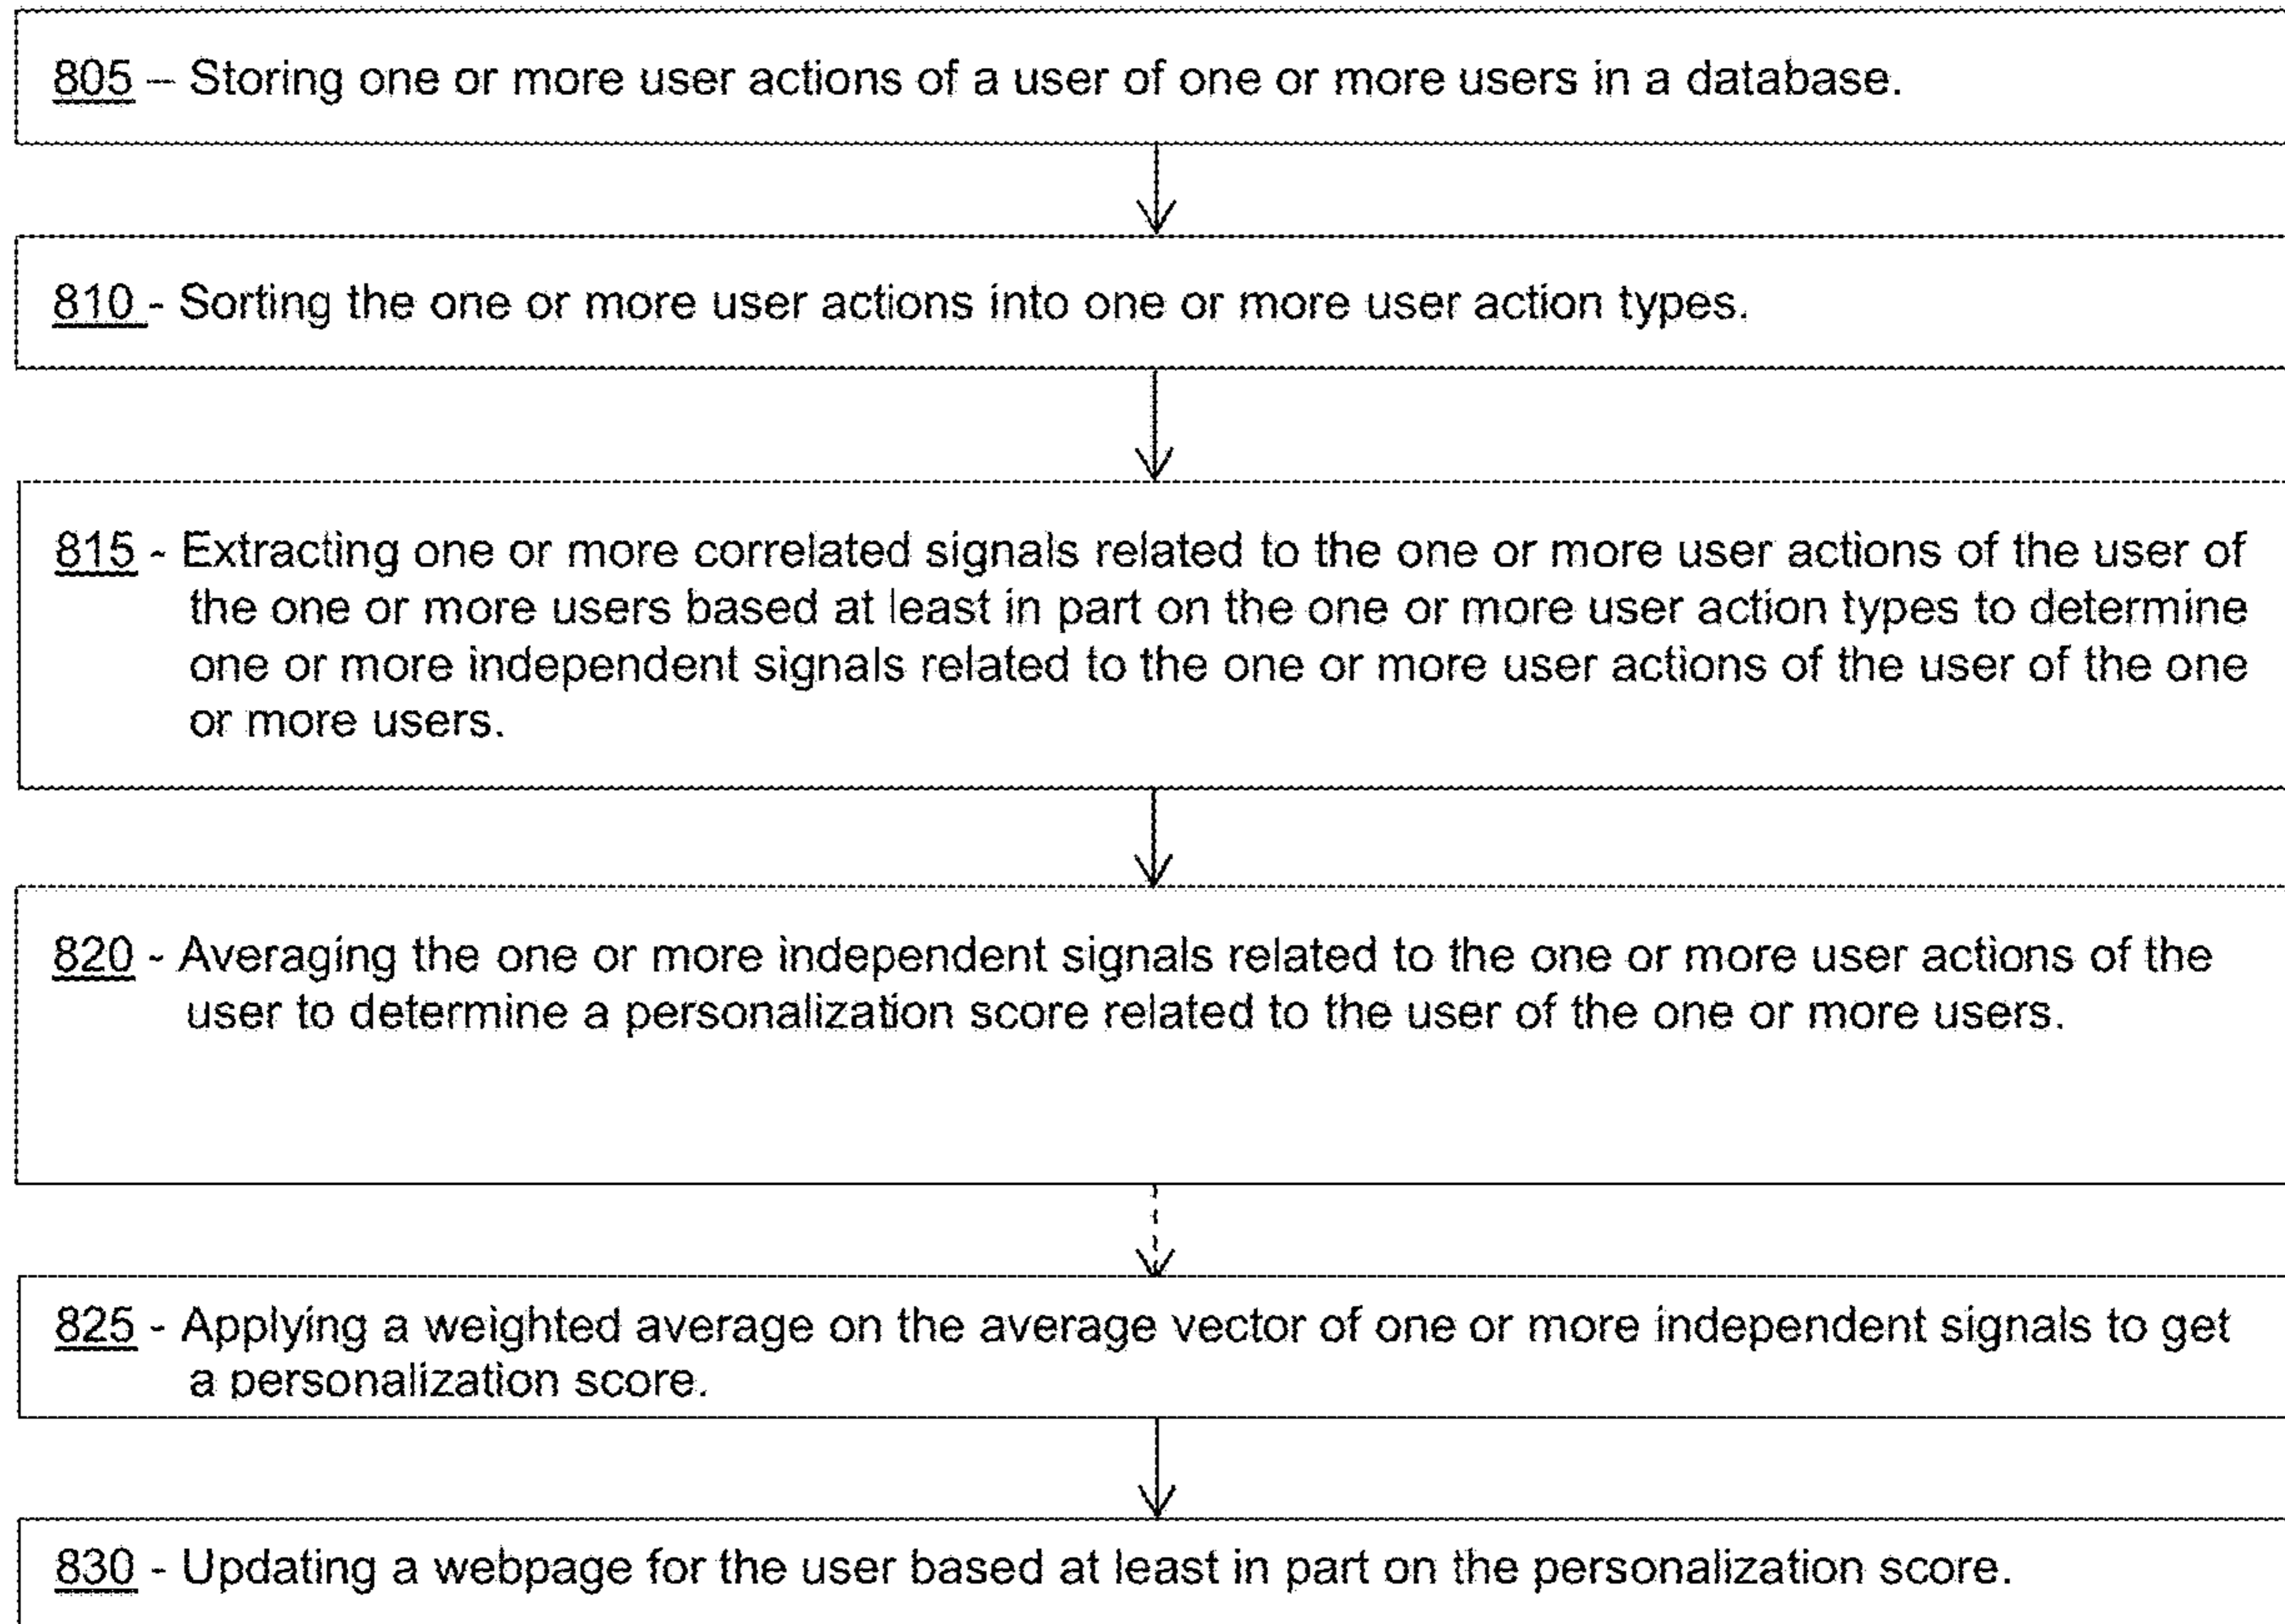 805 – Storing one or more user actions of a user of one or more users in a database.
810 - Sorting the one or more user actions into one or more user action types.
815 - Extracting one or more correlated signals related to the one or more user actions of the user of
the one or more users based at least in part on the one or more user action types to determine
one or more independent signals related to the one or more user actions of the user of the one
or more users.
820 - Averaging the one or more independent signals related to the one or more user actions of the
user to determine a personalization score related to the user of the one or more users.
825 - Applying a weighted average on the average vector of one or more independent signals to get
a personalization score.
830 - Updating a webpage for the user based at least in part on the personalization score.